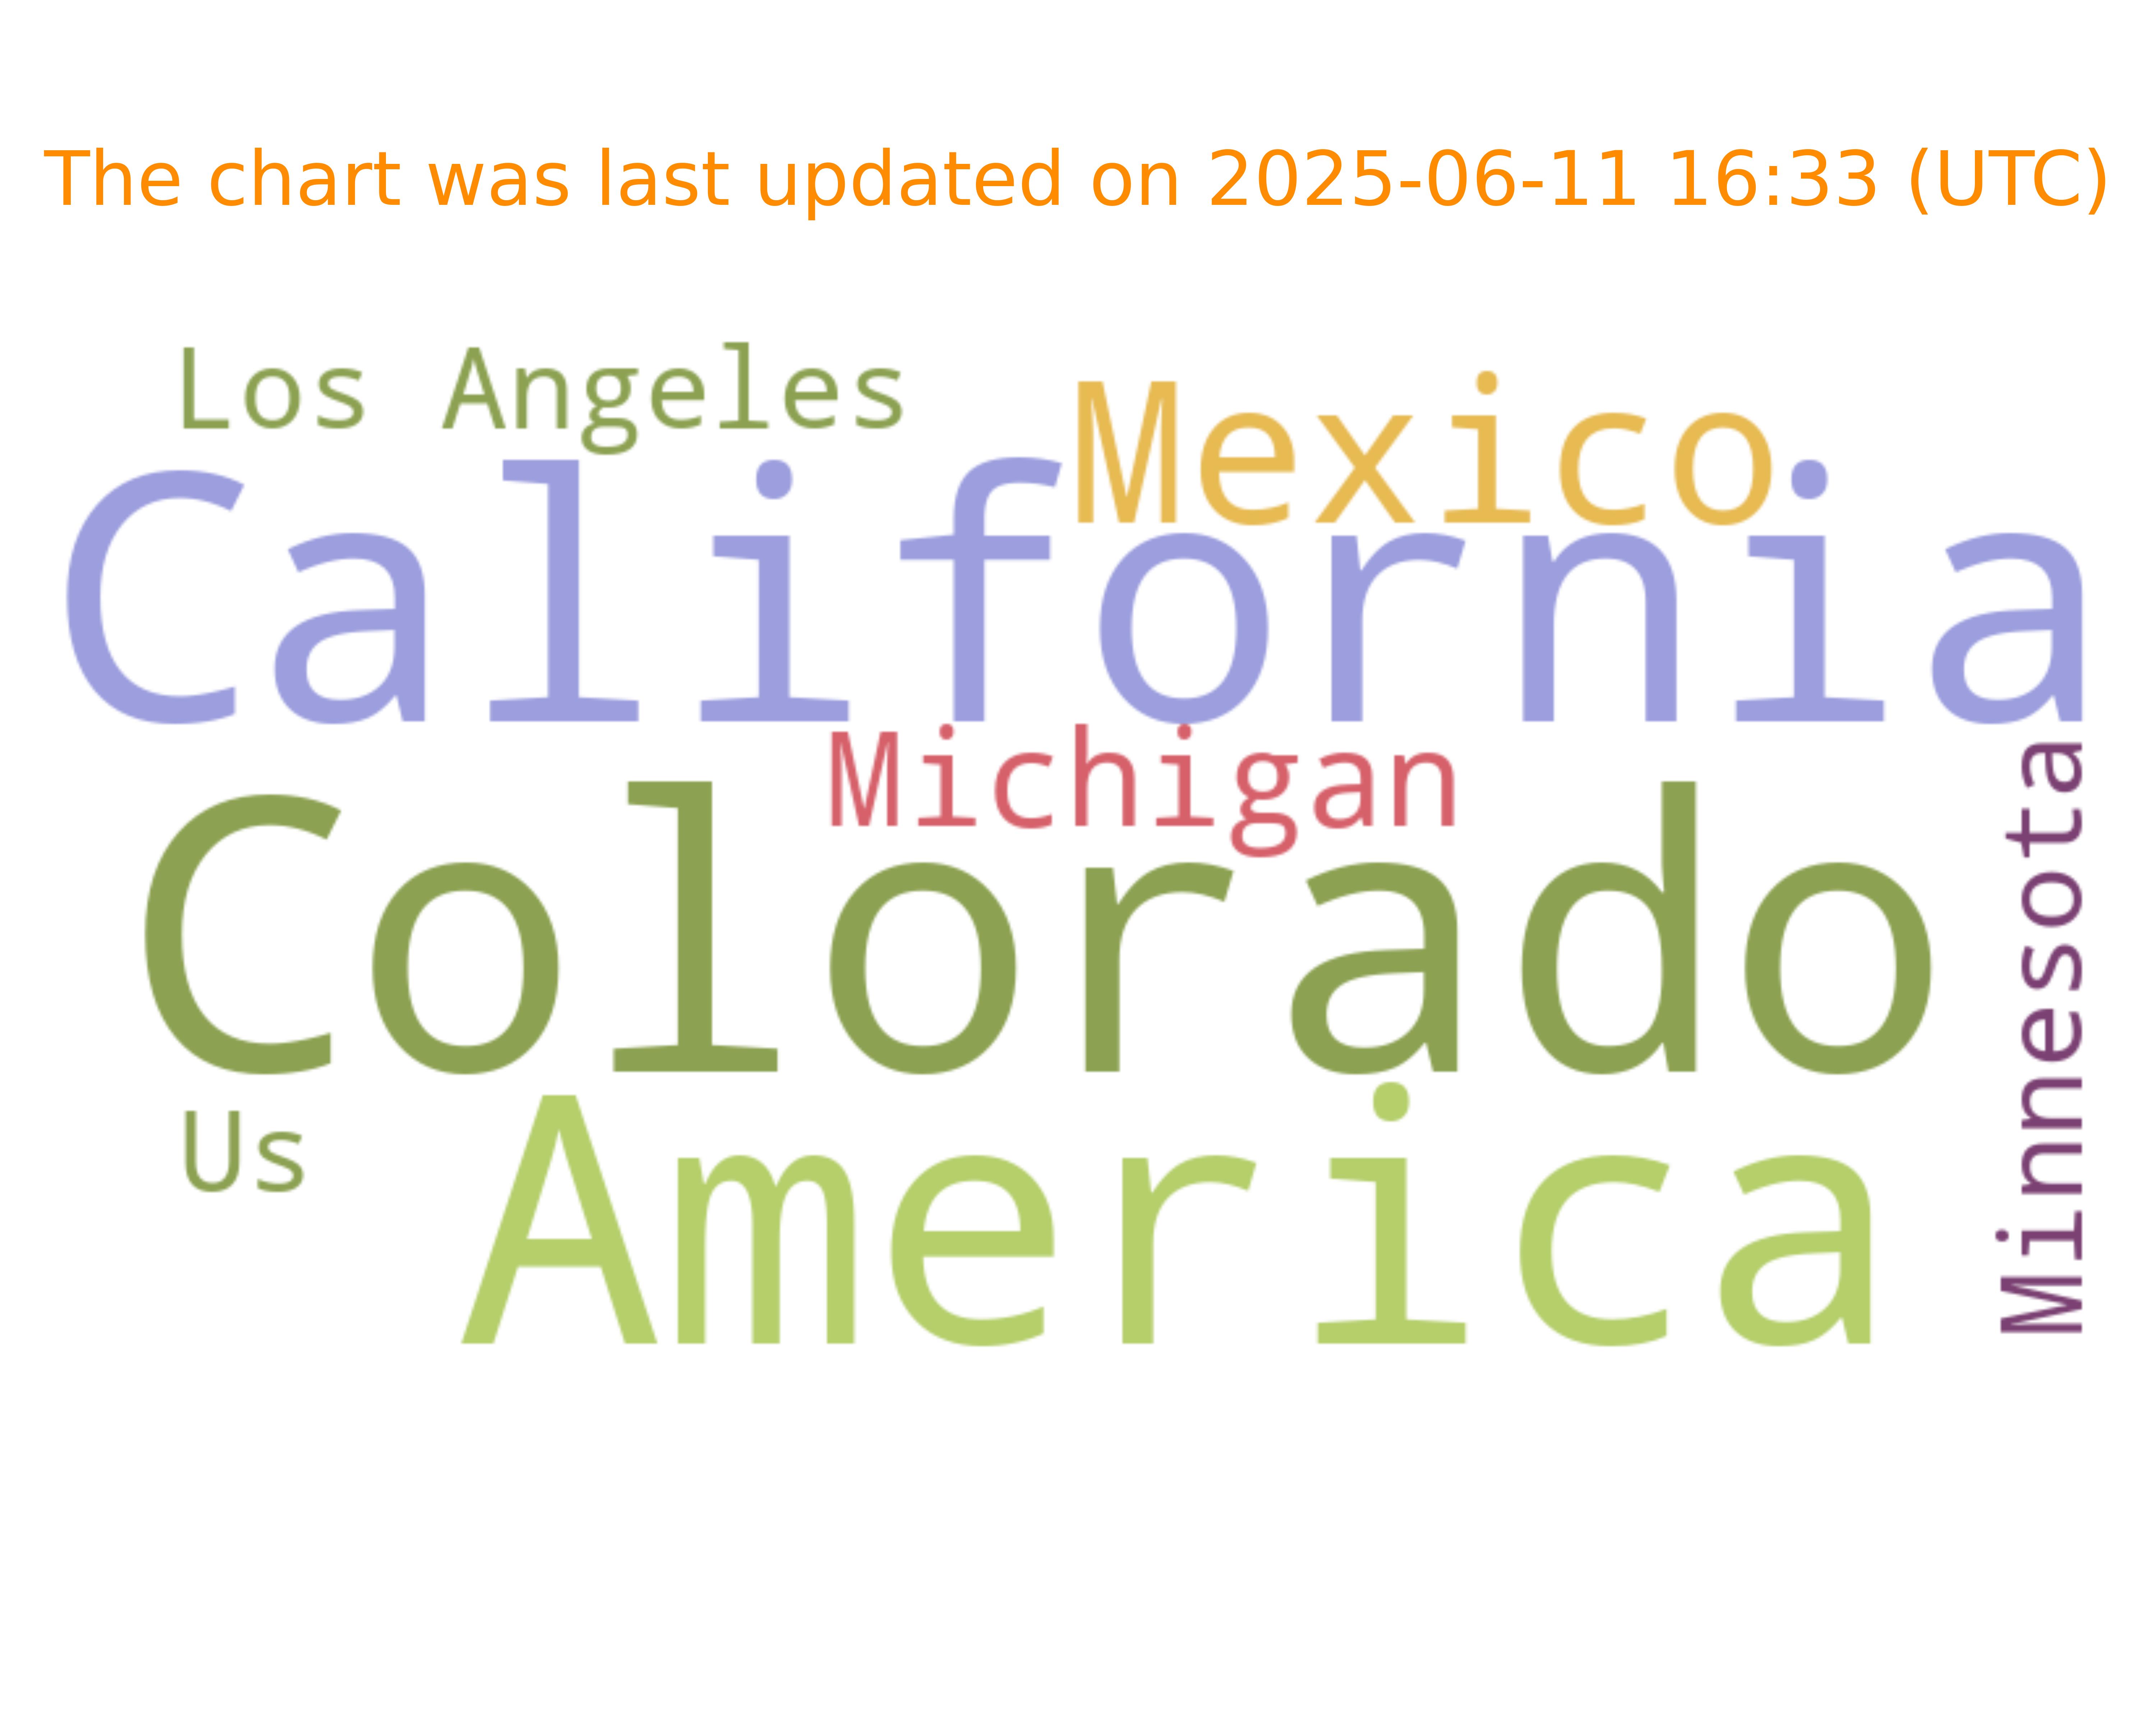 The chart was last updated on 2025-06-11 16:33 (UTC)
Los Angeles
Mexico
California
Michigan
Colorado
Minnesota
Us
America